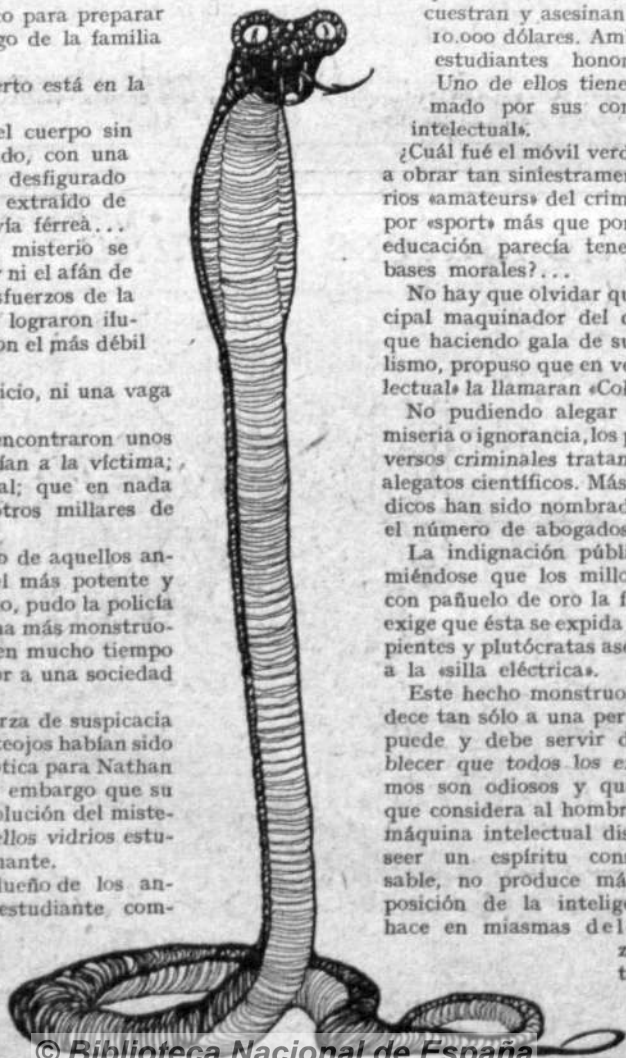 to para preparar
go de la familia
erto está en la
el cuerpo sin
do, con una
desfigurado
extraído de
vía férrea...
misterio se
ni el afán de
sfuerzos de la
lograron ilu-
on el más débil
icio, ni una vaga
encontraron unos
ían a la víctima;
al; que en nada
otros millares de
o de aquellos an-
el más potente y
o, pudo la policía
na más monstruo-
en mucho tiempo
or a una sociedad
rza de suspicacia
teojos habían sido
ptica para Nathan
embargo que su
olución del miste-
ellos vidrios estu-
nante.
dueño de los an-
estudiante com-
cuestran y asesinan
10.000 dólares. Am
estudiantes honor
Uno de ellos tiene
mado por sus con
intelectual».
¿Cuál fué el móvil verd
a obrar tan siniestramen
rios «amateurs» del crim
por «sport» más que por
educación parecía tene
bases morales?...
No hay que olvidar qu
cipal maquinador del c
que haciendo gala de su
lismo, propuso que en ve
lectual» la llamaran «Col
No pudiendo alegar
miseria o ignorancia, los p
versos criminales tratan
alegatos científicos. Más
dicos han sido nombrad
el número de abogados
La indignación públi
miéndose que los millo
con pañuelo de oro la f
exige que ésta se expida
pientes y plutócratas ase
a la «silla eléctrica».
Este hecho monstruo
dece tan sólo a una per
puede y debe servir d
blecer que todos los e
mos son odiosos y qu
que considera al hombr
máquina intelectual dis
seer un espíritu cons
sable, no produce má
posición de la intelig
hace en miasmas del
z
t
© Biblioteca Nacional de España